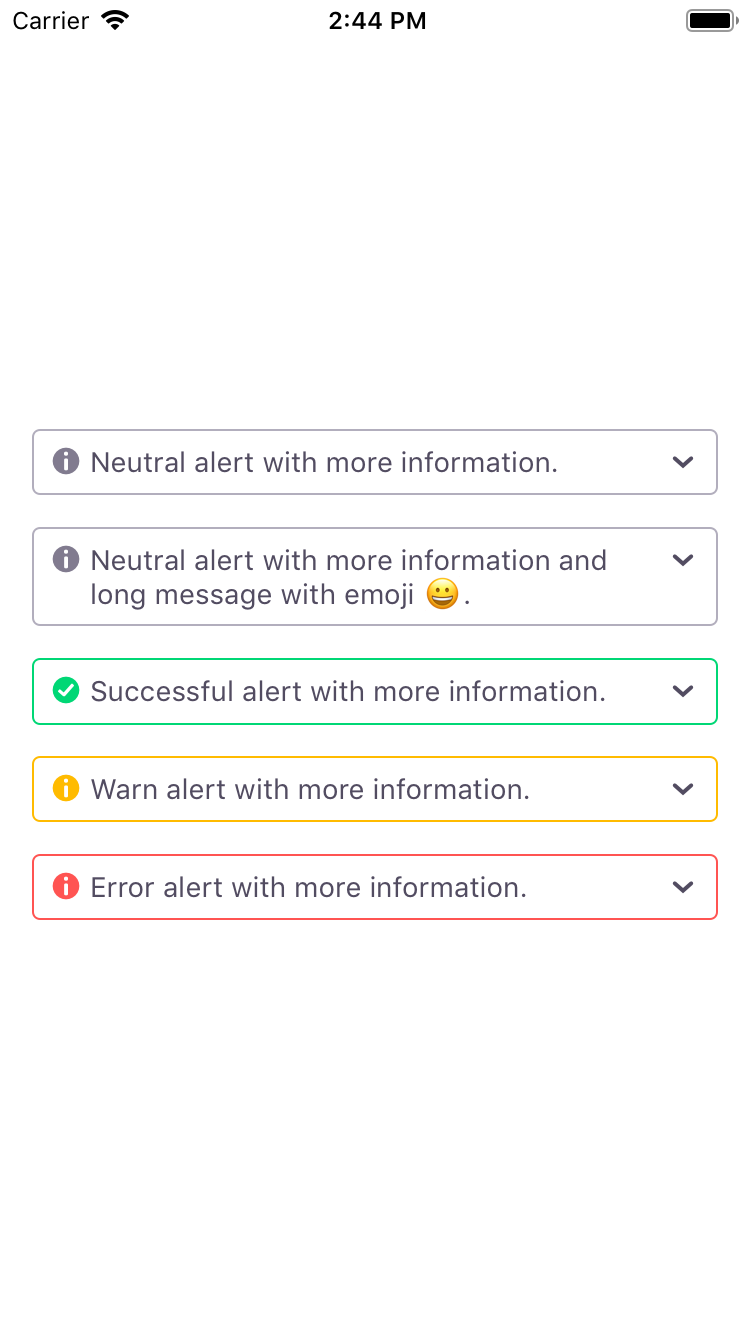 Carrier 2:44 PM
Neutral alert with more information.
Neutral alert with more information and
long message with emoji 😀.
Successful alert with more information.
Warn alert with more information.
Error alert with more information.